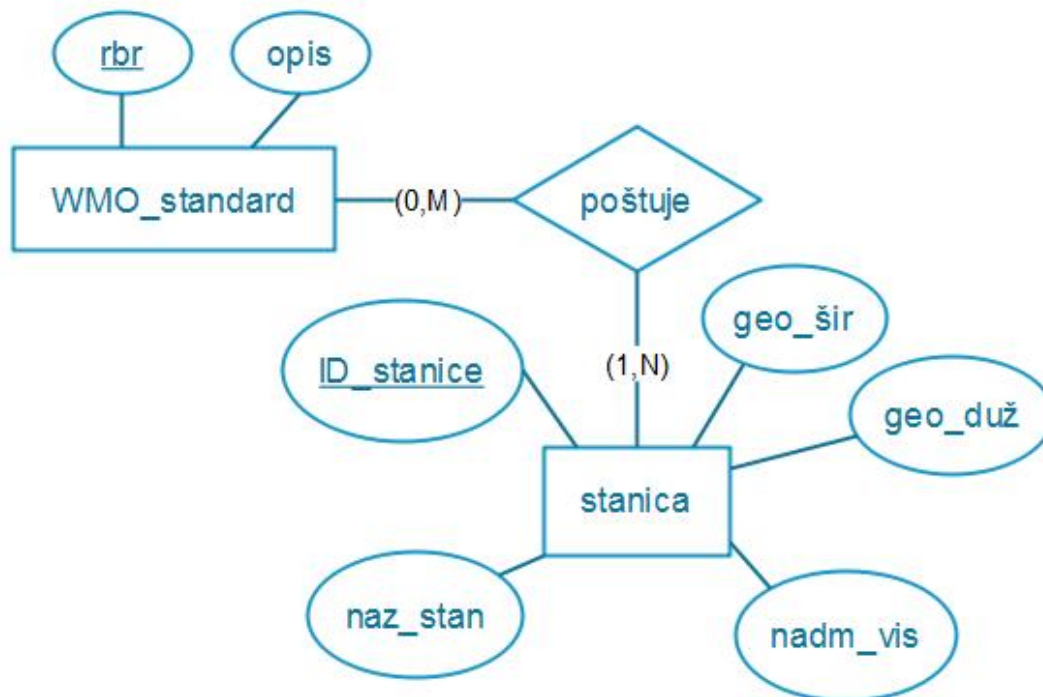 rbr
opis
WMO_standard
(0,M)
poštuje
geo_šir
ID_stanice
(1,N)
geo_duž
stanica
naz_stan
nadm_vis